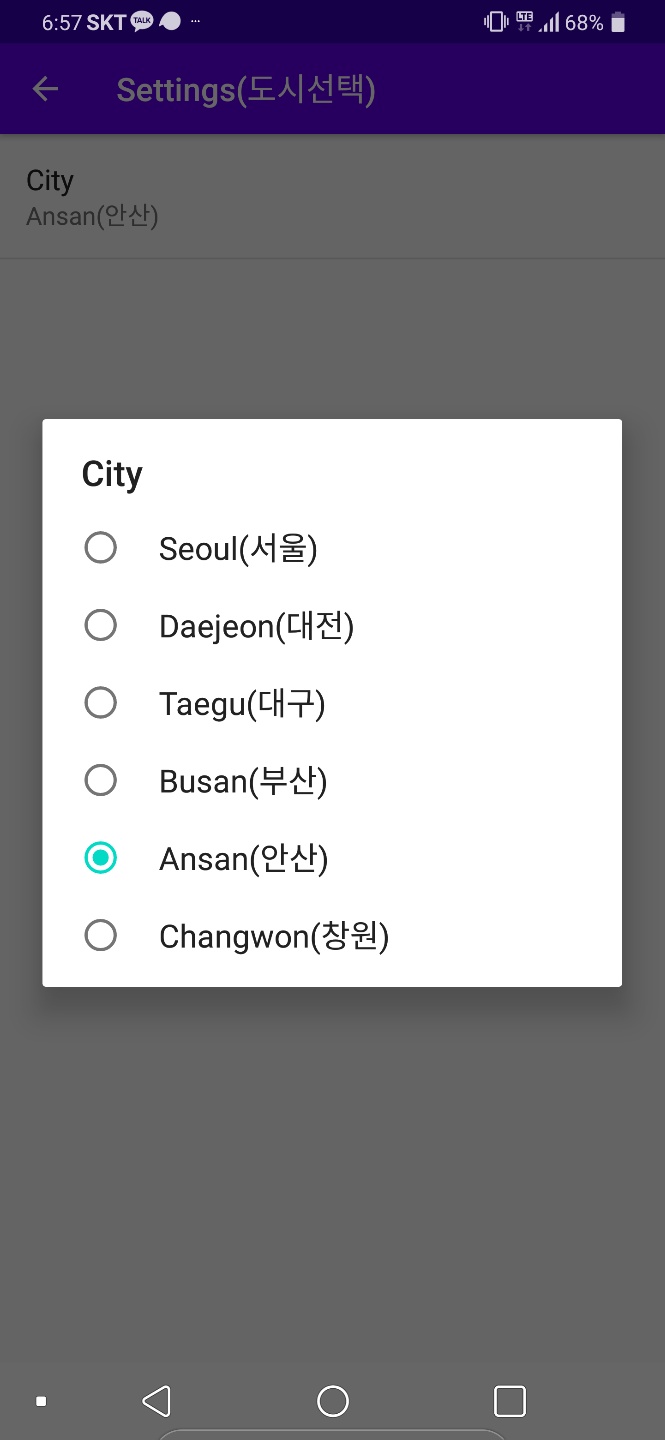 6:57 SKT TALK ... LTE 68%
Settings(도시선택)
City
Ansan(안산)
City
Seoul(서울)
Daejeon(대전)
Taegu(대구)
Busan(부산)
Ansan(안산)
Changwon(창원)